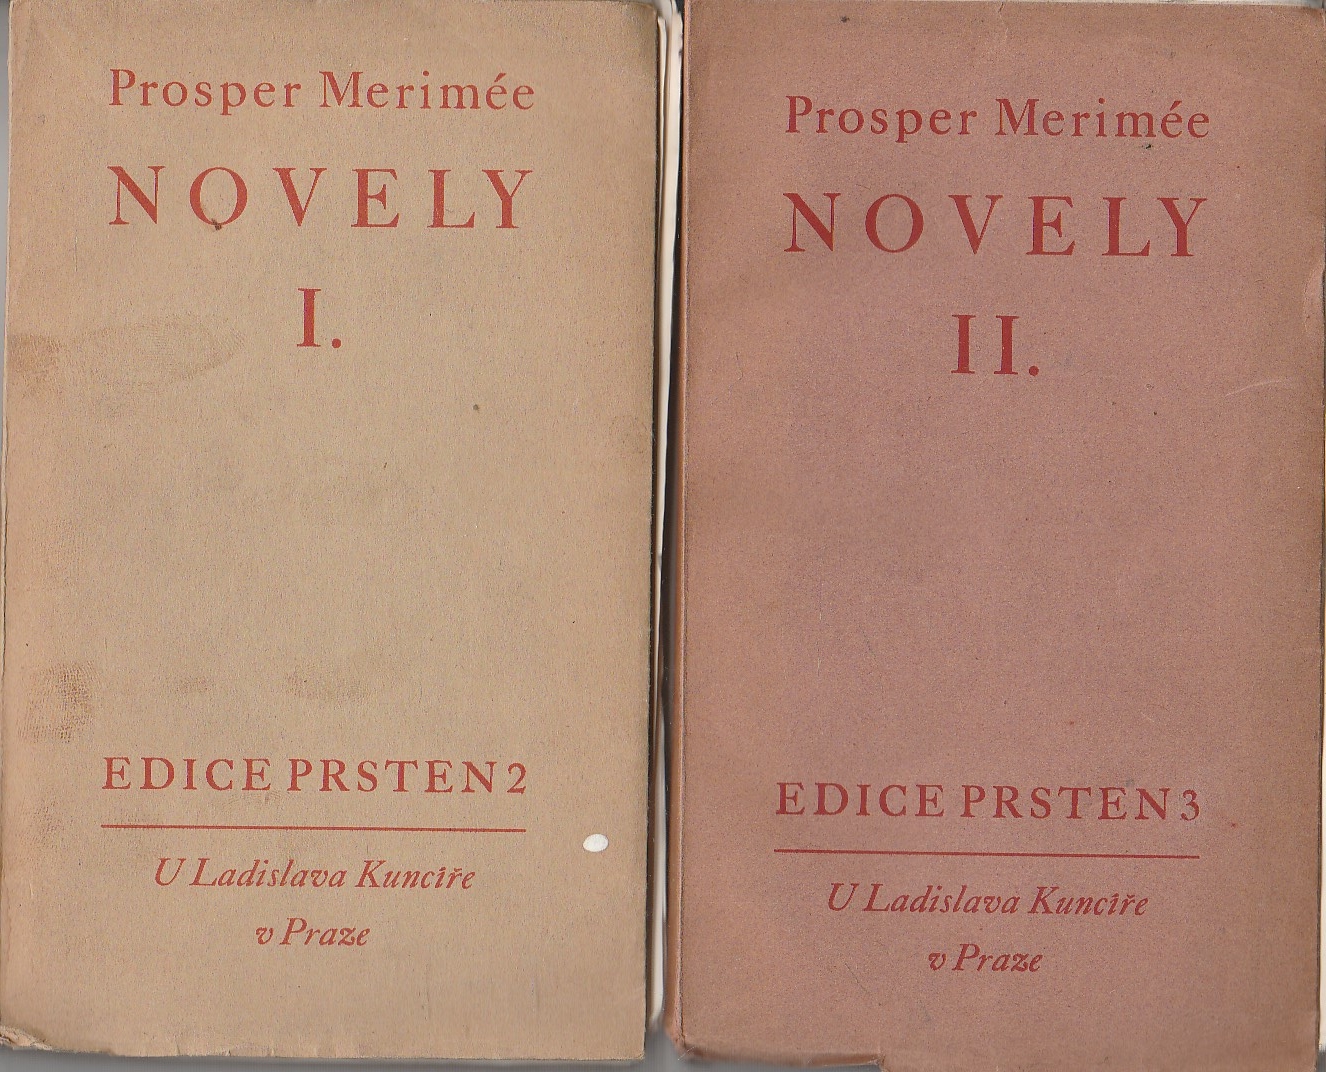 Prosper Merimée
NOVELY
I.
EDICE PRSTEN 2
U Ladislava Kuncíře
v Praze
Prosper Merimée
NOVELY
II.
EDICE PRSTEN 3
U Ladislava Kuncíře
v Praze